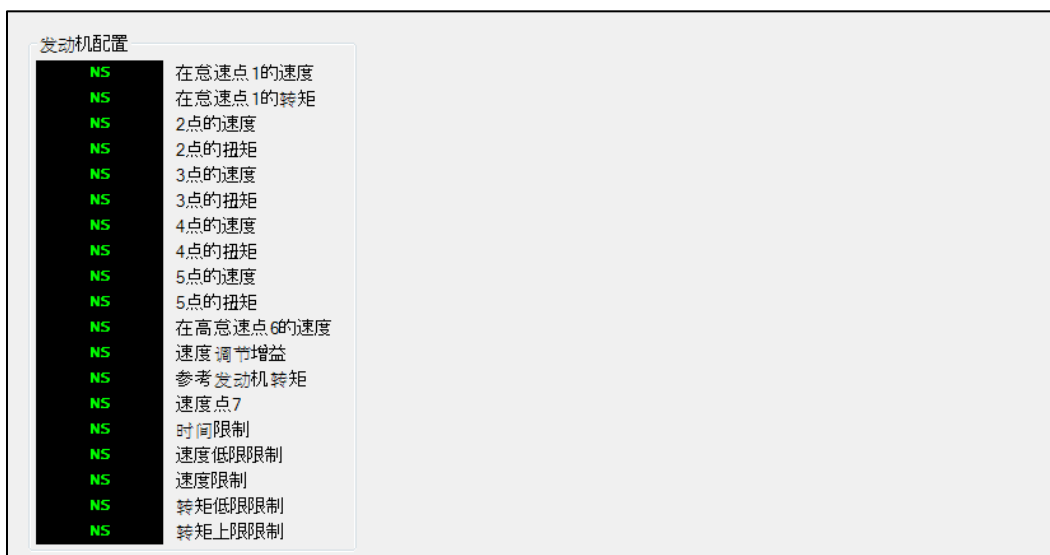 发动机配置
NS 在怠速点1的速度
NS 在怠速点1的转矩
NS 2点的速度
NS 2点的扭矩
NS 3点的速度
NS 3点的扭矩
NS 4点的速度
NS 4点的扭矩
NS 5点的速度
NS 5点的扭矩
NS 在高怠速点6的速度
NS 速度调节增益
NS 参考发动机转矩
NS 速度点7
NS 时间限制
NS 速度低限限制
NS 速度限制
NS 转矩低限限制
NS 转矩上限限制